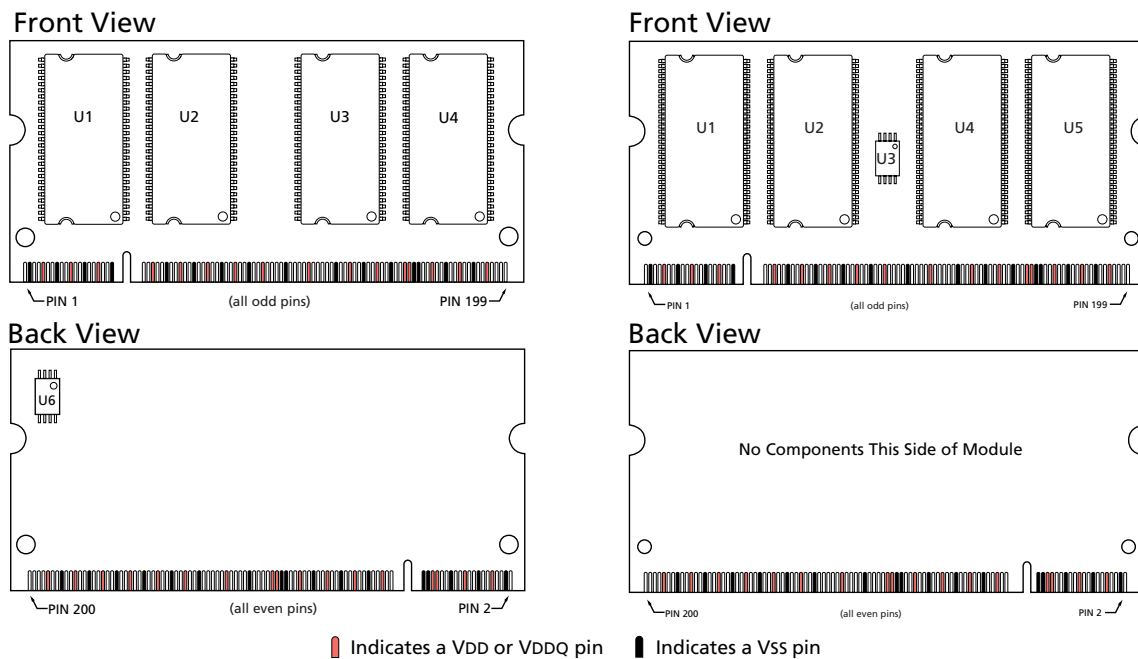 Front View
U1
U2
U3
U4
PIN 1
(all odd pins)
PIN 199
Back View
U6
PIN 200
(all even pins)
PIN 2
Front View
U1
U2
U3
U4
U5
PIN 1
(all odd pins)
PIN 199
Back View
No Components This Side of Module
PIN 200
(all even pins)
PIN 2
Indicates a VDD or VDDQ pin
Indicates a VSS pin